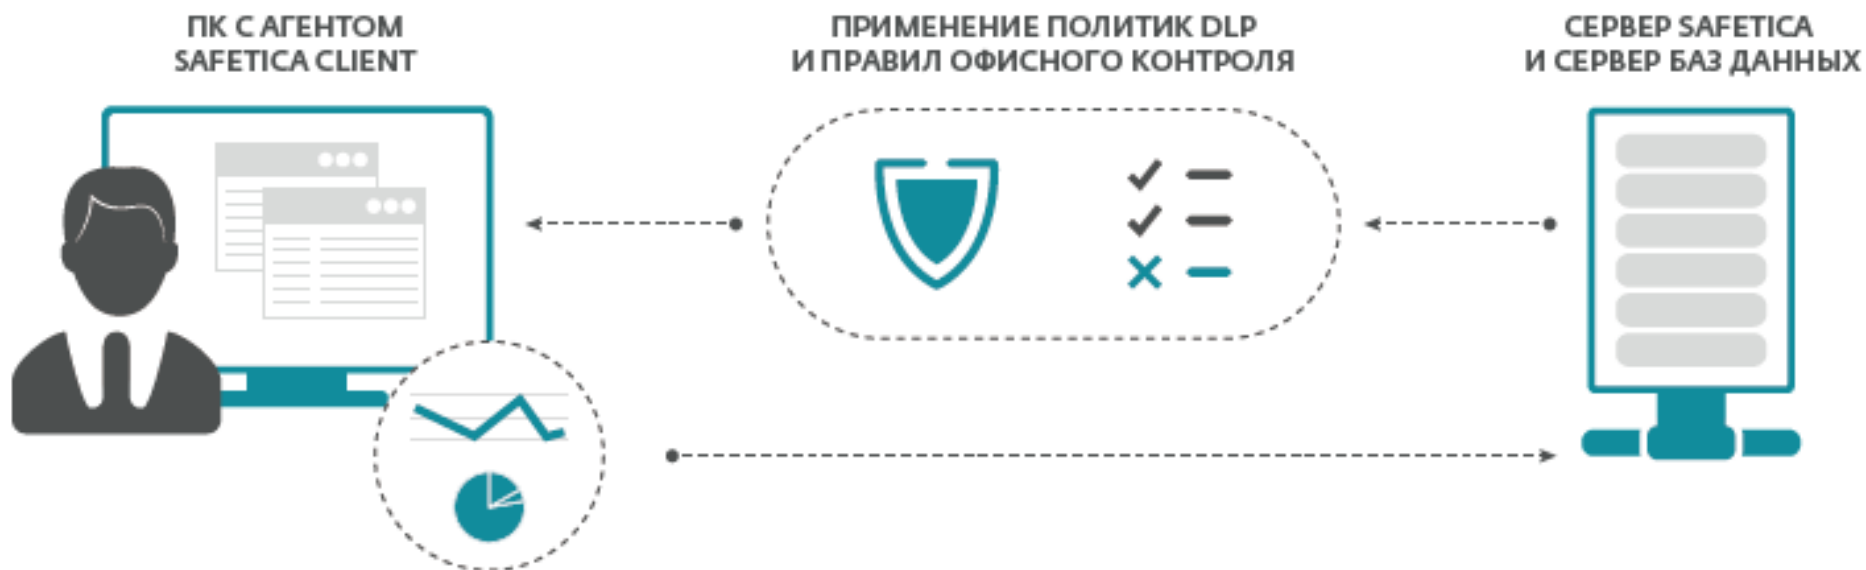 ПК С АГЕНТОМ
SAFETICA CLIENT
ПРИМЕНЕНИЕ ПОЛИТИК DLP
И ПРАВИЛ ОФИСНОГО КОНТРОЛЯ
СЕРВЕР SAFETICA
И СЕРВЕР БАЗ ДАННЫХ